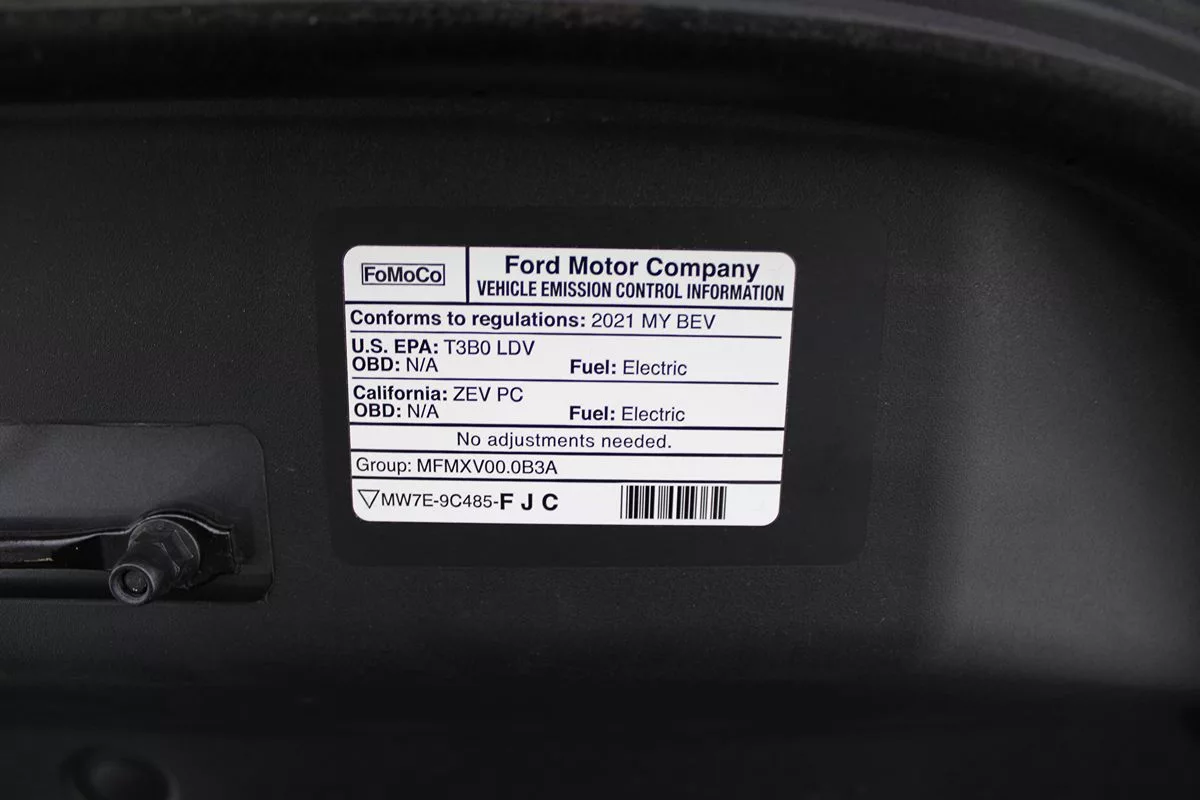 FoMoCo
Ford Motor Company
VEHICLE EMISSION CONTROL INFORMATION
Conforms to regulations: 2021 MY BEV
U.S. EPA: T3B0 LDV
OBD: N/A Fuel: Electric
California: ZEV PC
OBD: N/A Fuel: Electric
No adjustments needed.
Group: MFMXV00.0B3A
▽MW7E-9C485-F J C